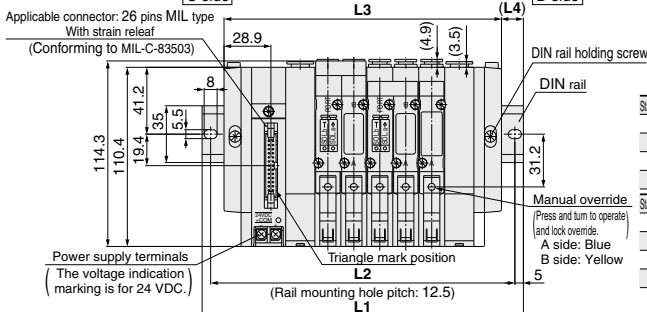 L3
(L4)
Applicable connector: 26 pins MIL type
With strain releaf
(Conforming to MIL-C-83503)
28.9
(4.9)
(3.5)
DIN rail holding screw
DIN rail
8
41.2
35
5.5
19.4
114.3
110.4
31.2
24VDC
+COM
Manual override
(Press and turn to operate
and lock override.)
A side: Blue
B side: Yellow
Power supply terminals
(The voltage indication
marking is for 24 VDC.)
Triangle mark position
L2
5
(Rail mounting hole pitch: 12.5)
L1